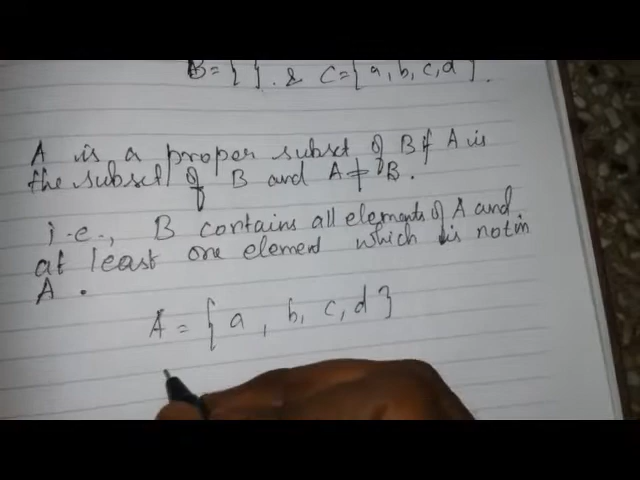 B = { } . & C = { a, b, c, d } .
A is a proper subset of B if A is
the subset of B and A ≠ B .
i.e., B contains all elements of A and
at least one element which is not in
A .
A = { a , b, c, d }